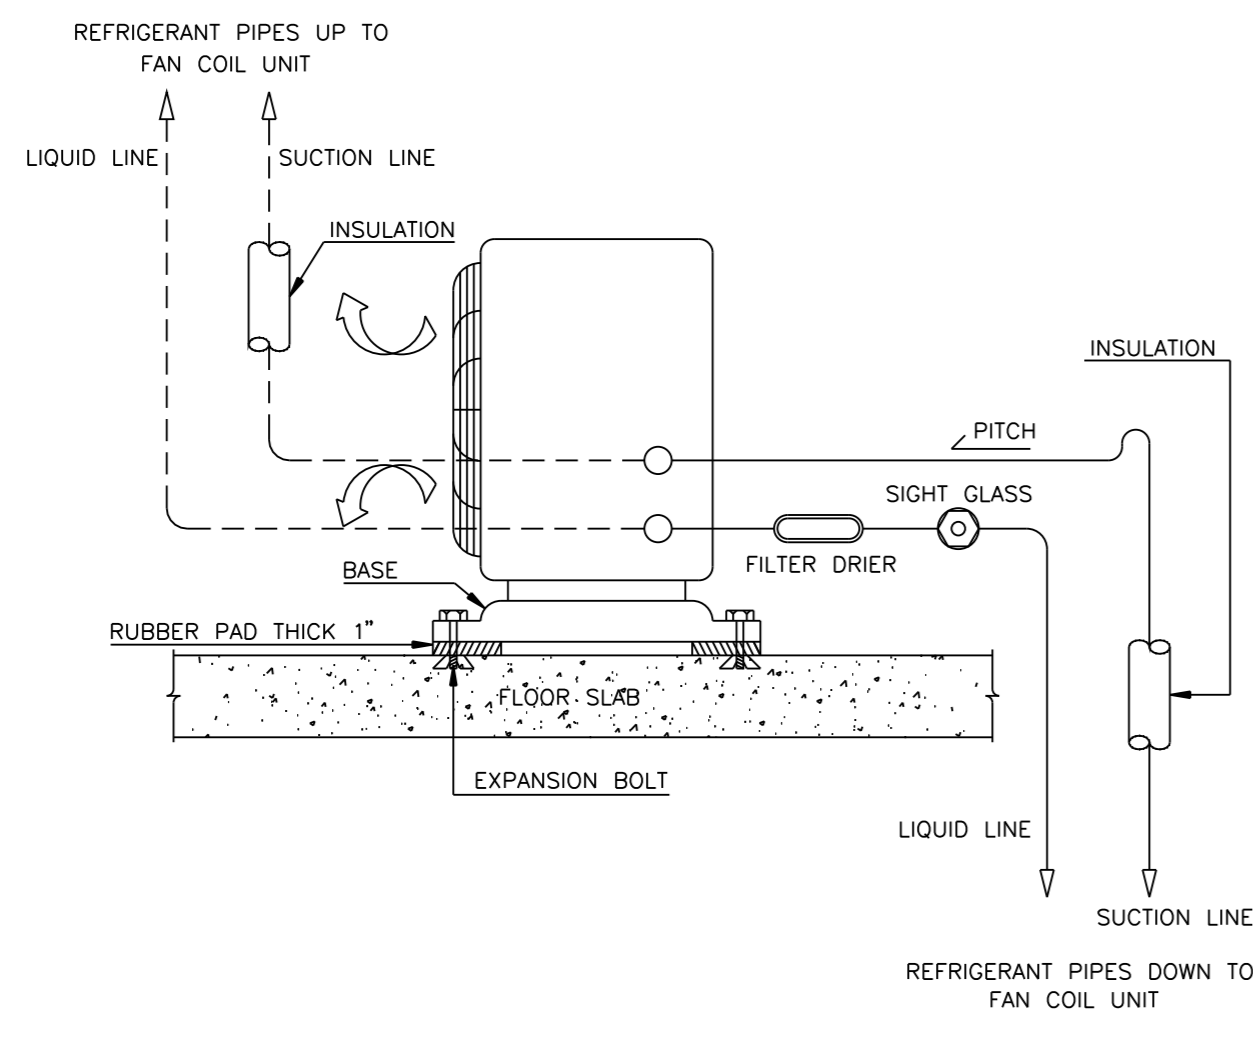 REFRIGERANT PIPES UP TO
FAN COIL UNIT
LIQUID LINE
SUCTION LINE
INSULATION
INSULATION
PITCH
SIGHT GLASS
FILTER DRIER
BASE
RUBBER PAD THICK 1"
FLOOR SLAB
EXPANSION BOLT
LIQUID LINE
SUCTION LINE
REFRIGERANT PIPES DOWN TO
FAN COIL UNIT